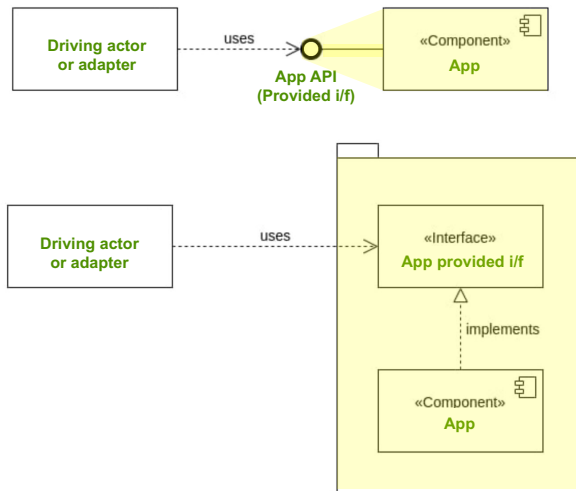 Driving actor
or adapter
uses
App API
(Provided i/f)
«Component»
App
Driving actor
or adapter
uses
«Interface»
App provided i/f
implements
«Component»
App